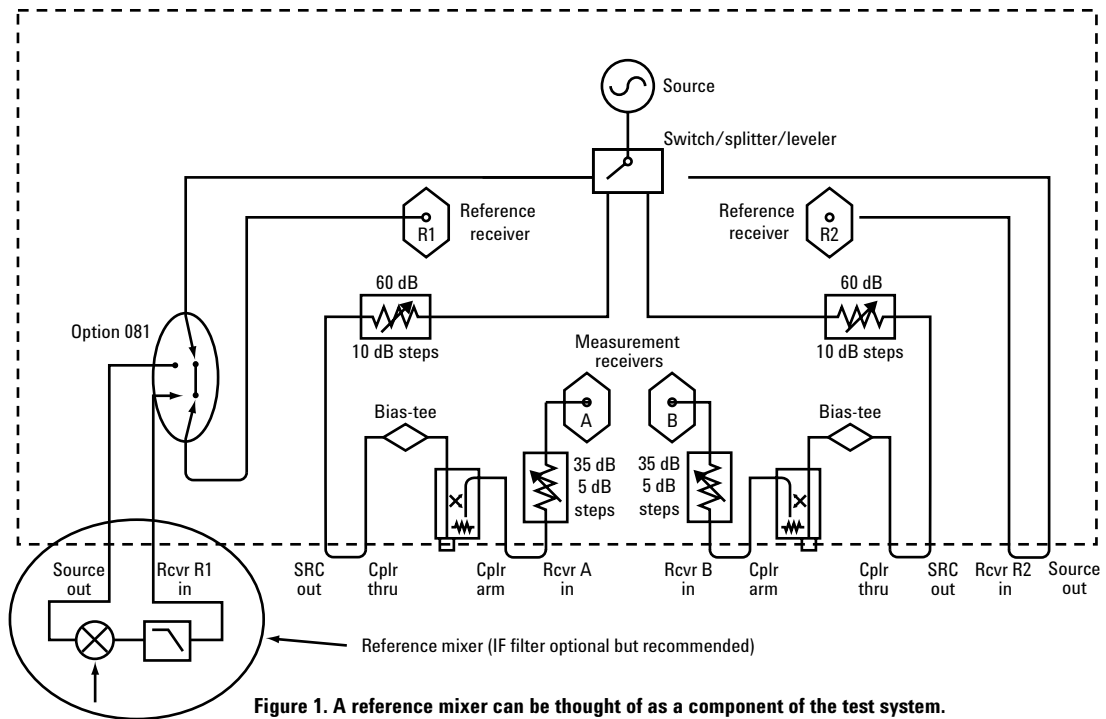 Source
Switch/splitter/leveler
Reference
receiver
R1
Reference
receiver
R2
60 dB
10 dB steps
60 dB
10 dB steps
Option 081
Measurement
receivers
A
B
Bias-tee
Bias-tee
35 dB
5 dB
steps
35 dB
5 dB
steps
Source
out
Rcvr R1
in
SRC
out
Cplr
thru
Cplr
arm
Rcvr A
in
Rcvr B
in
Cplr
arm
Cplr
thru
SRC
out
Rcvr R2
in
Source
out
Reference mixer (IF filter optional but recommended)
Figure 1. A reference mixer can be thought of as a component of the test system.